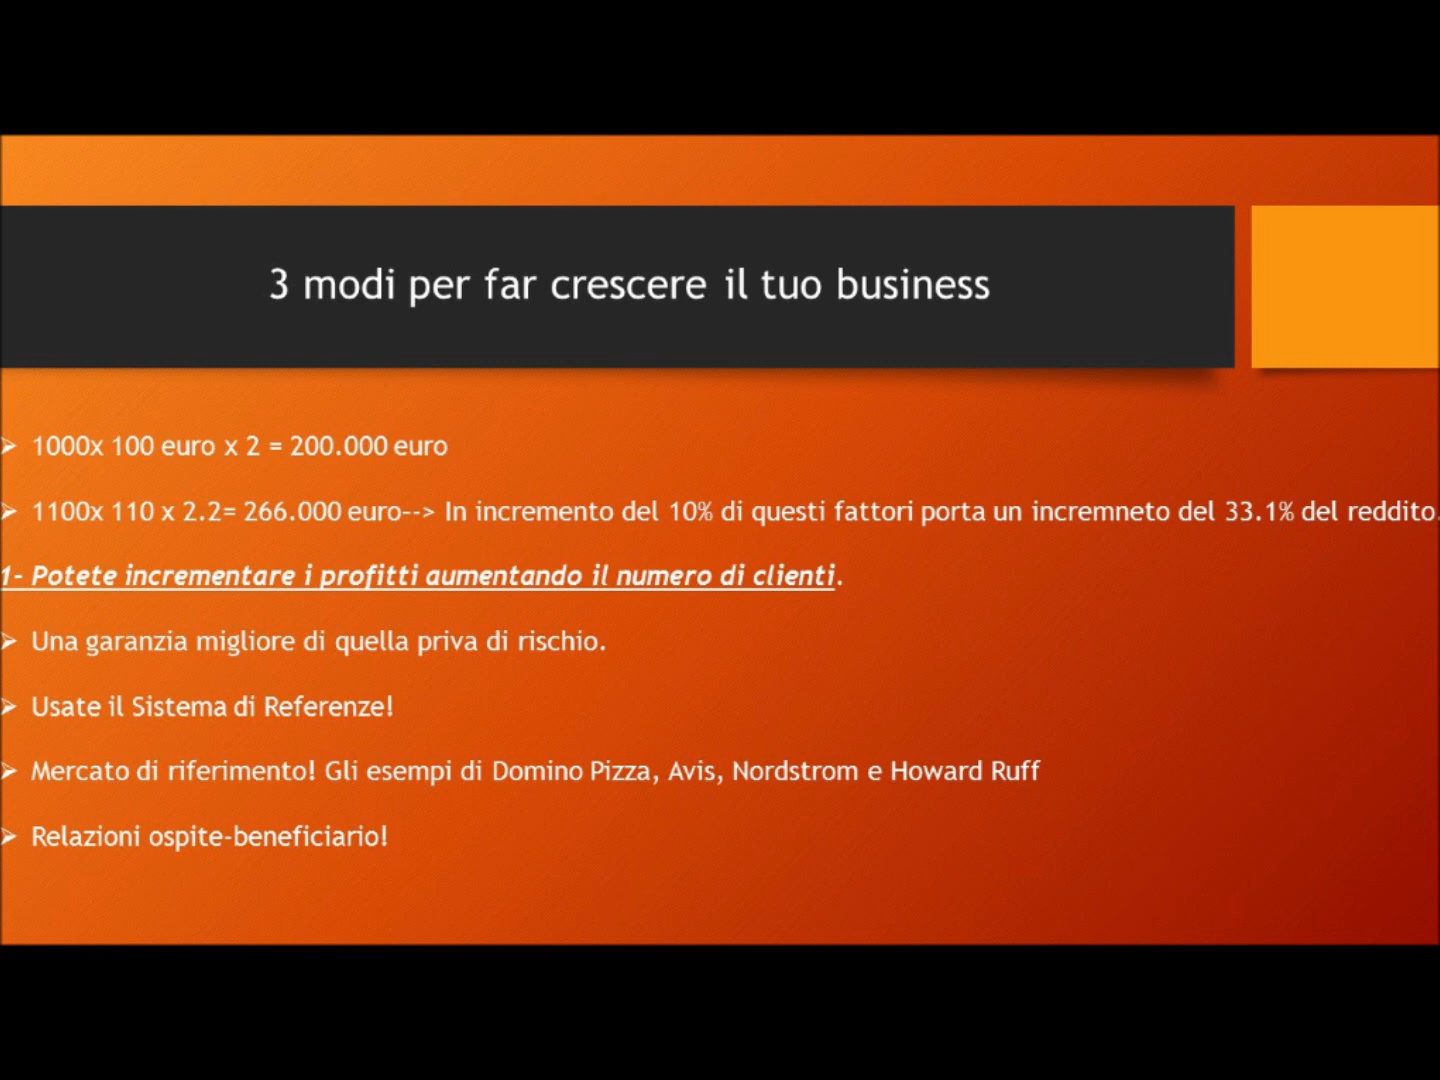 3 modi per far crescere il tuo business
➢ 1000x 100 euro x 2 = 200.000 euro
➢ 1100x 110 x 2.2= 266.000 euro--> In incremento del 10% di questi fattori porta un incremneto del 33.1% del reddito.
1- Potete incrementare i profitti aumentando il numero di clienti.
➢ Una garanzia migliore di quella priva di rischio.
➢ Usate il Sistema di Referenze!
➢ Mercato di riferimento! Gli esempi di Domino Pizza, Avis, Nordstrom e Howard Ruff
➢ Relazioni ospite-beneficiario!